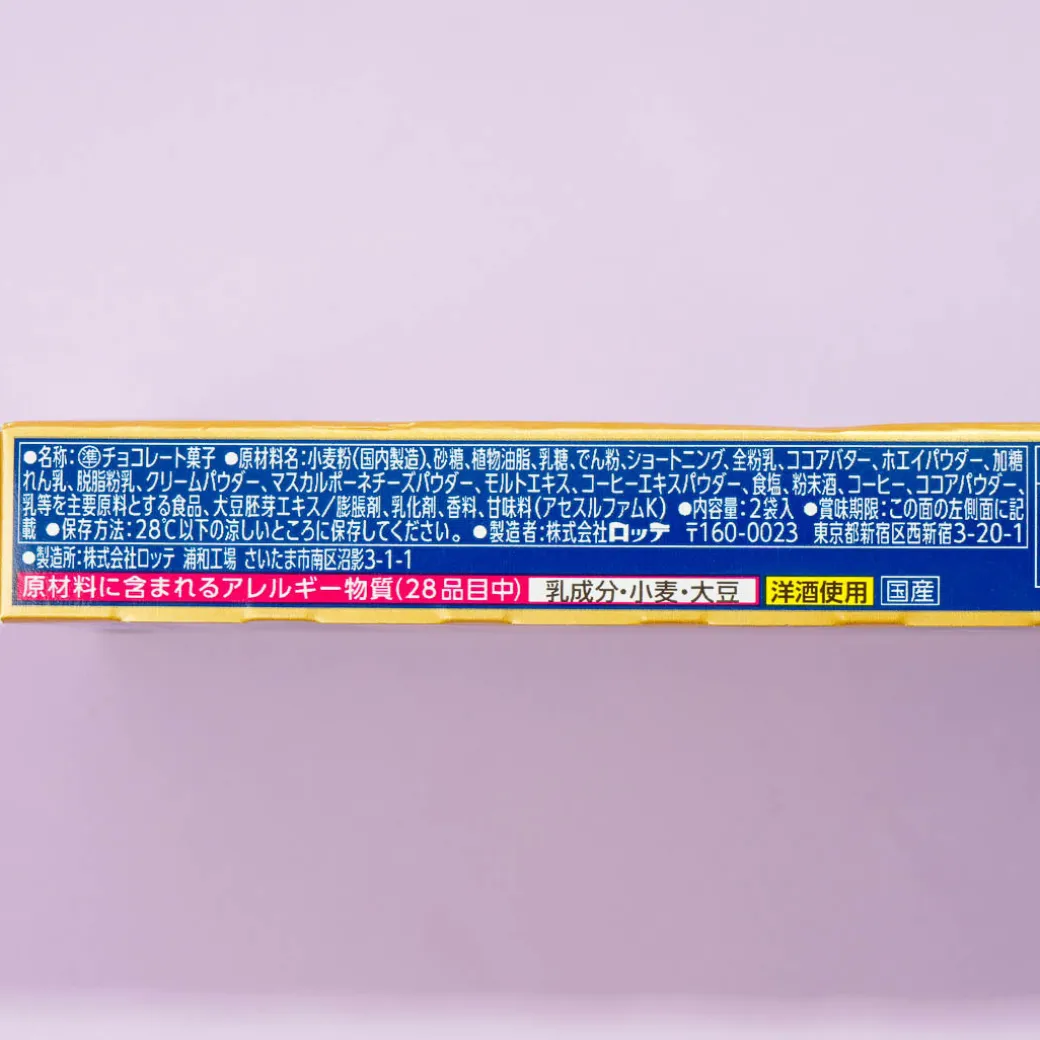 ●名称:㊣チョコレート菓子 ●原材料名:小麦粉(国内製造)、砂糖、植物油脂、乳糖、でん粉、ショートニング、全粉乳、ココアバター、ホエイパウダー、加糖
れん乳、脱脂粉乳、クリームパウダー、マスカルポーネチーズパウダー、モルトエキス、コーヒーエキスパウダー、食塩、粉末酒、コーヒー、ココアパウダー、
乳等を主要原料とする食品、大豆胚芽エキス/膨脹剤、乳化剤、香料、甘味料(アセスルファムK) ●内容量:2袋入 ●賞味期限:この面の左側面に記
載 ●保存方法:28℃以下の涼しいところに保存してください。 ●製造者:株式会社ロッテ 〒160-0023 東京都新宿区西新宿3-20-1
●製造所:株式会社ロッテ 浦和工場 さいたま市南区沼影3-1-1
原材料に含まれるアレルギー物質(28品目中) 乳成分・小麦・大豆 洋酒使用 国産